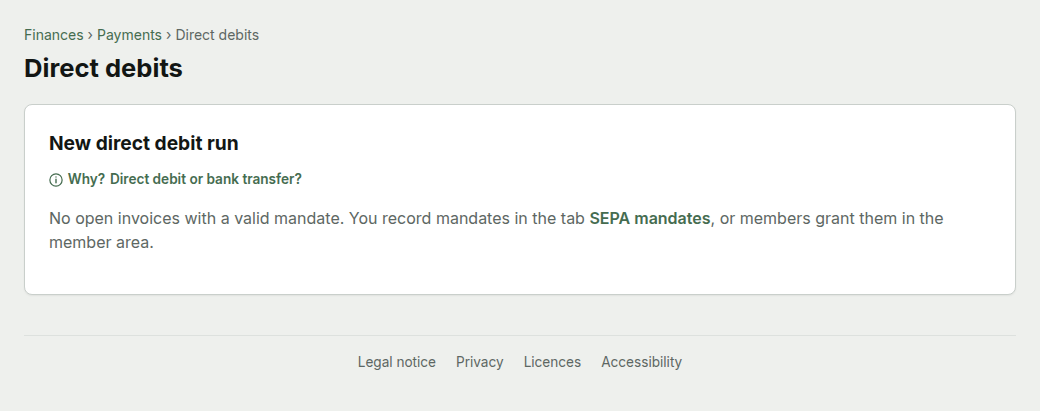 Finances › Payments › Direct debits
Direct debits
New direct debit run
Why? Direct debit or bank transfer?
No open invoices with a valid mandate. You record mandates in the tab SEPA mandates, or members grant them in the
member area.
Legal notice Privacy Licences Accessibility